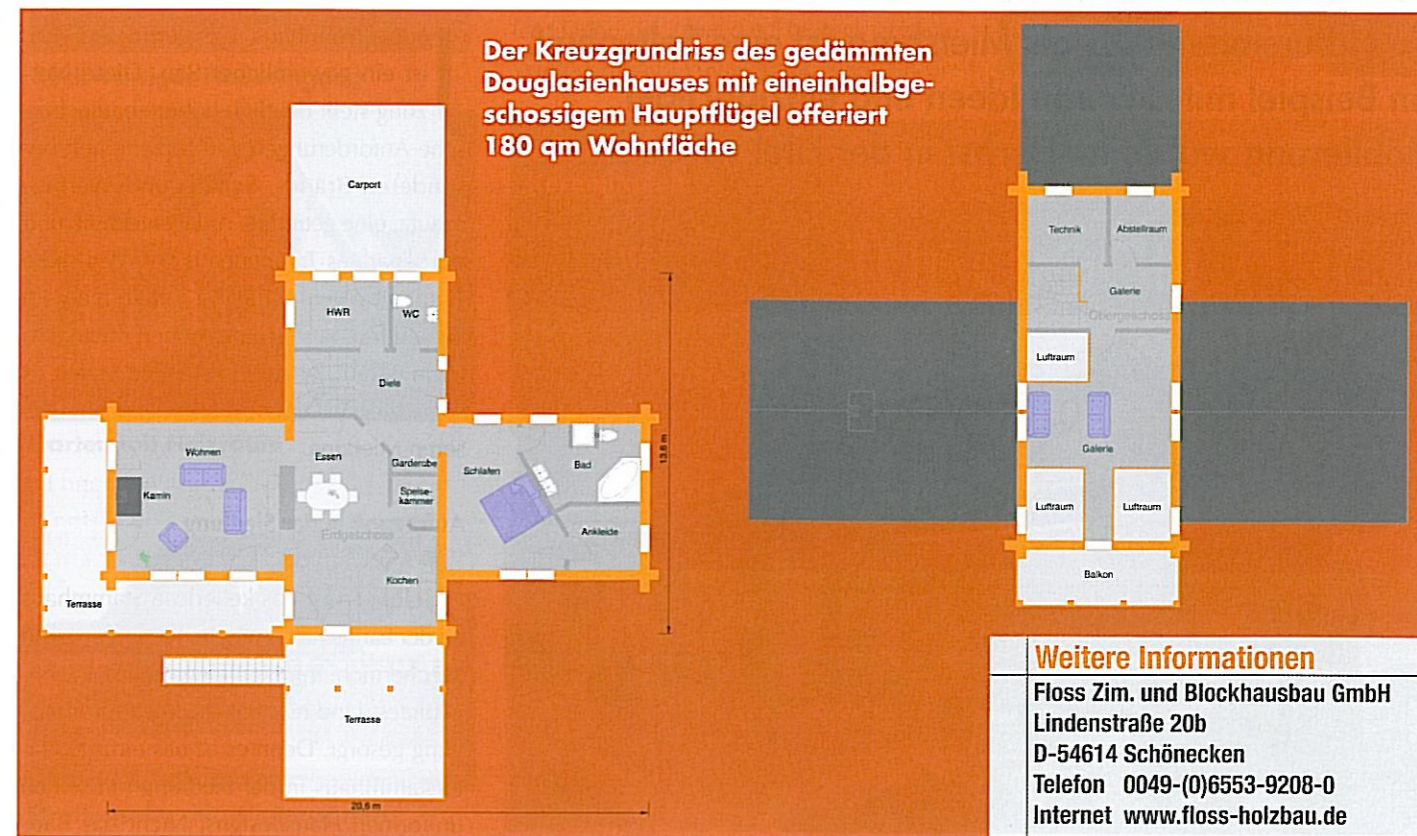 Der Kreuzgrundriss des gedämmten
Douglasienhauses mit eineinhalbge-
schossigem Hauptflügel offeriert
180 qm Wohnfläche
Carport
HWR
WC
Diele
Wohnen
Essen
Garderobe
Schlafen
Bad
Kamin
Speise-
kammer
Erdgeschoss
Ankleide
Kochen
Terrasse
Terrasse
13,6 m
20,6 m
Technik
Abstellraum
Galerie
Obergeschoss
Luftraum
Galerie
Luftraum
Luftraum
Balkon
Weitere Informationen
Floss Zim. und Blockhausbau GmbH
Lindenstraße 20b
D-54614 Schönecken
Telefon 0049-(0)6553-9208-0
Internet www.floss-holzbau.de